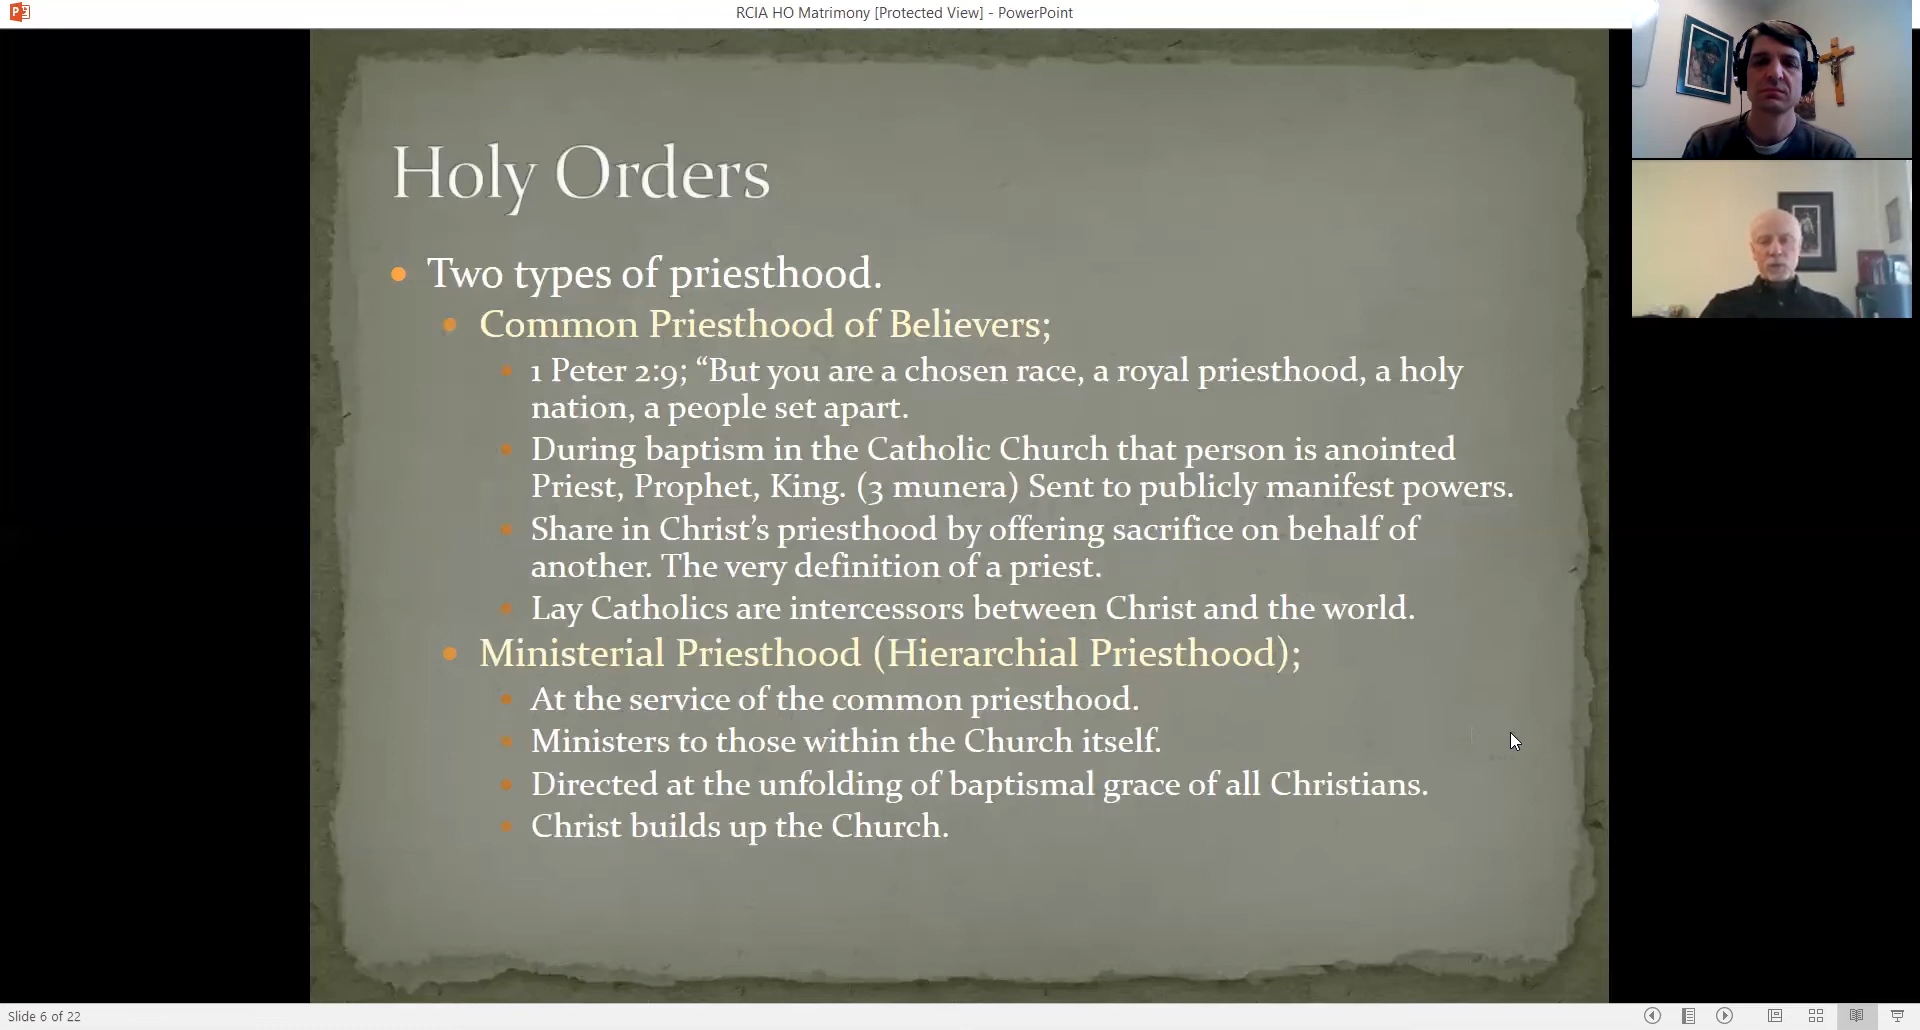 RCIA HO Matrimony [Protected View] - PowerPoint
Holy Orders
Two types of priesthood.
Common Priesthood of Believers;
1 Peter 2:9; “But you are a chosen race, a royal priesthood, a holy
nation, a people set apart.
During baptism in the Catholic Church that person is anointed
Priest, Prophet, King. (3 munera) Sent to publicly manifest powers.
Share in Christ’s priesthood by offering sacrifice on behalf of
another. The very definition of a priest.
Lay Catholics are intercessors between Christ and the world.
Ministerial Priesthood (Hierarchial Priesthood);
At the service of the common priesthood.
Ministers to those within the Church itself.
Directed at the unfolding of baptismal grace of all Christians.
Christ builds up the Church.
Slide 6 of 22